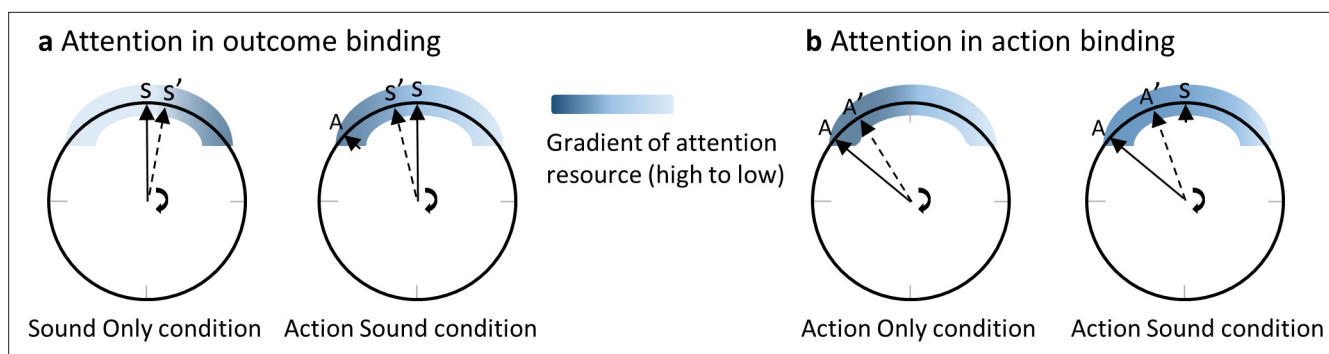 a Attention in outcome binding
S S′
S′ S
A
Sound Only condition
Action Sound condition
Gradient of attention
resource (high to low)
b Attention in action binding
A′
A
A′ S
A
Action Only condition
Action Sound condition